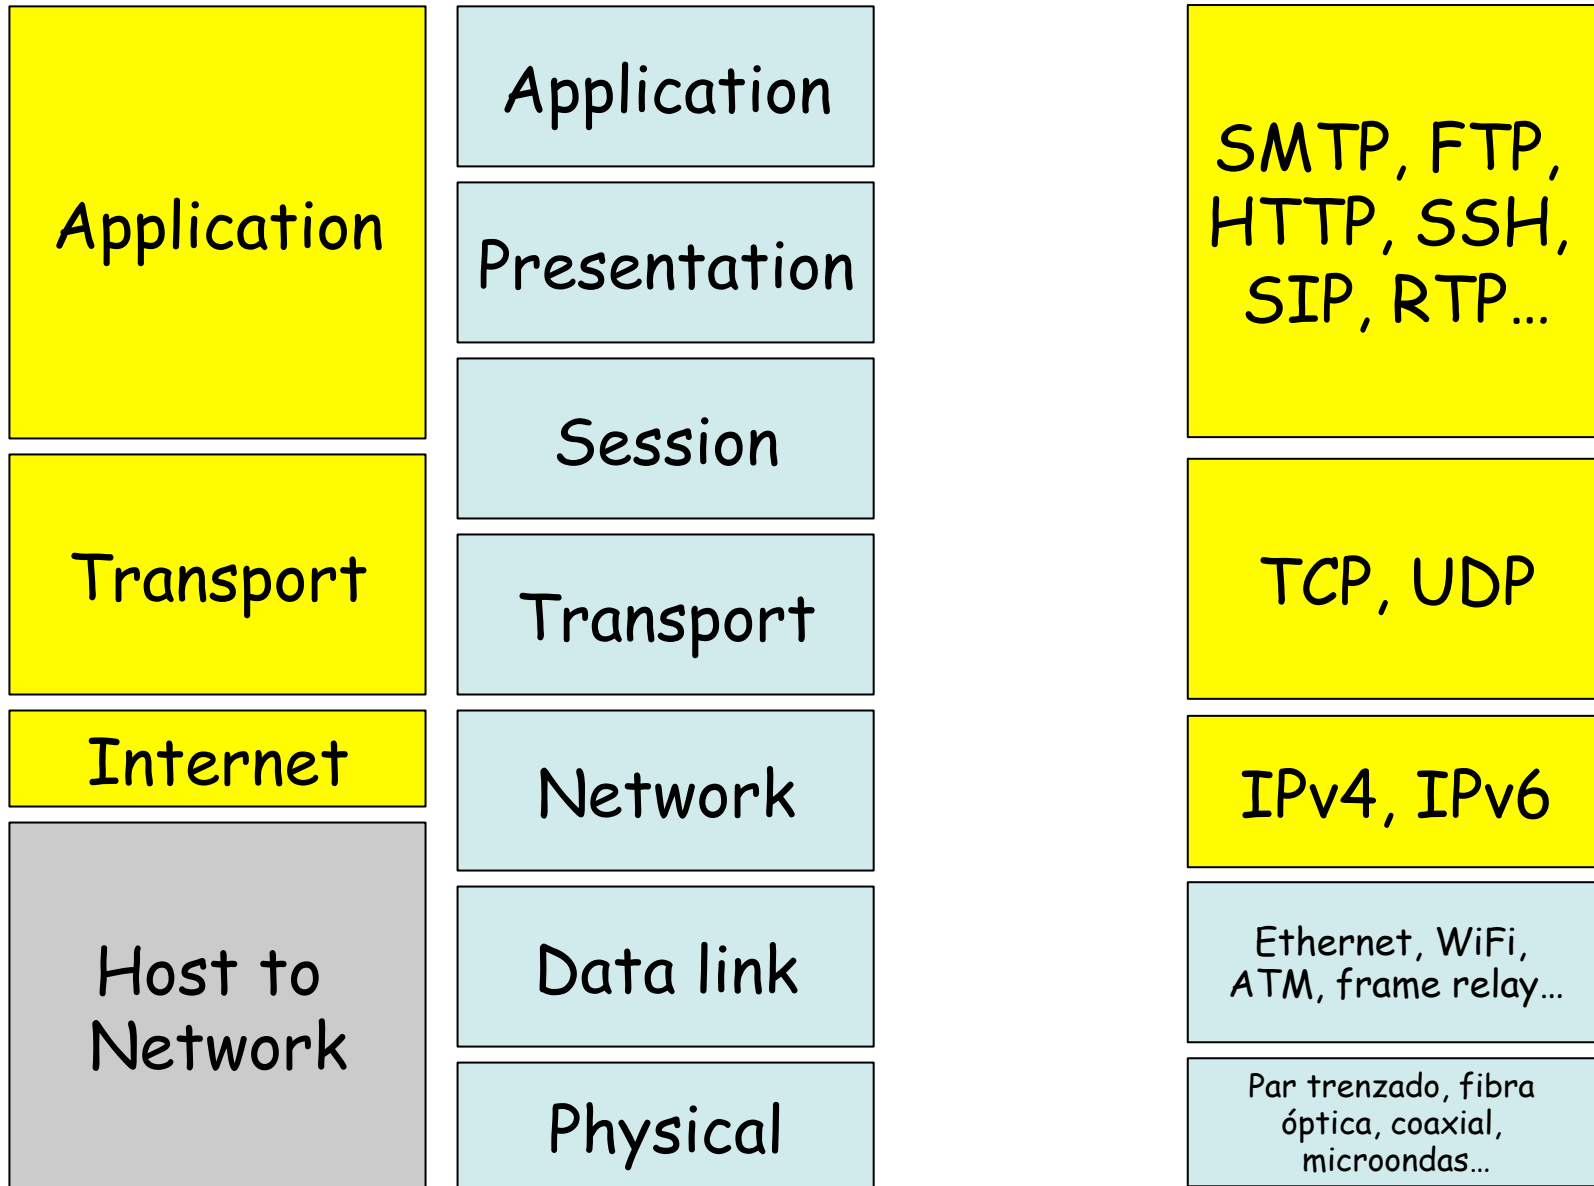 Application
Transport
Internet
Host to
Network
Application
Presentation
Session
Transport
Network
Data link
Physical
SMTP, FTP,
HTTP, SSH,
SIP, RTP…
TCP, UDP
IPv4, IPv6
Ethernet, WiFi,
ATM, frame relay…
Par trenzado, fibra
óptica, coaxial,
microondas…